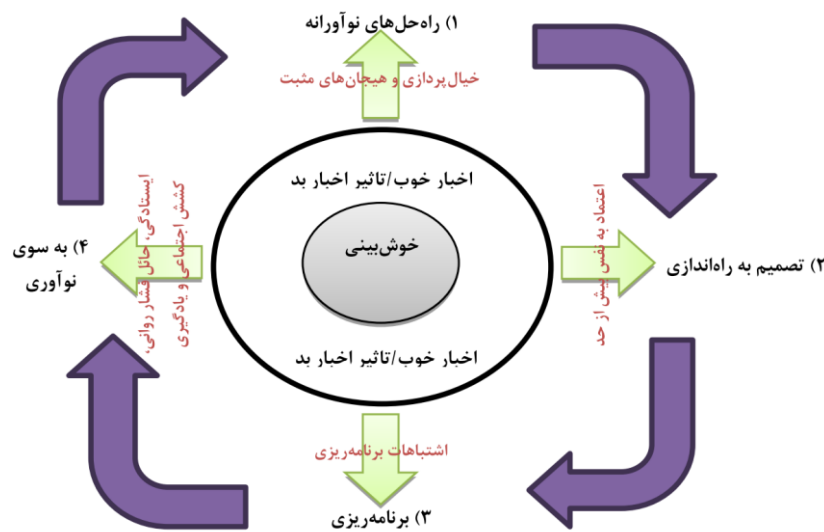 ۱) راه‌حل‌های نوآورانه
خیال‌پردازی و هیجان‌های مثبت
اخبار خوب/تاثیر اخبار بد
خوش‌بینی
اخبار خوب/تاثیر اخبار بد
اعتماد به نفس بیش از حد
۲) تصمیم به راه‌اندازی
اشتباهات برنامه‌ریزی
۳) برنامه‌ریزی
ایستادگی، حائل فشار روانی،
کشش اجتماعی و یادگیری
۴) به سوی
نوآوری